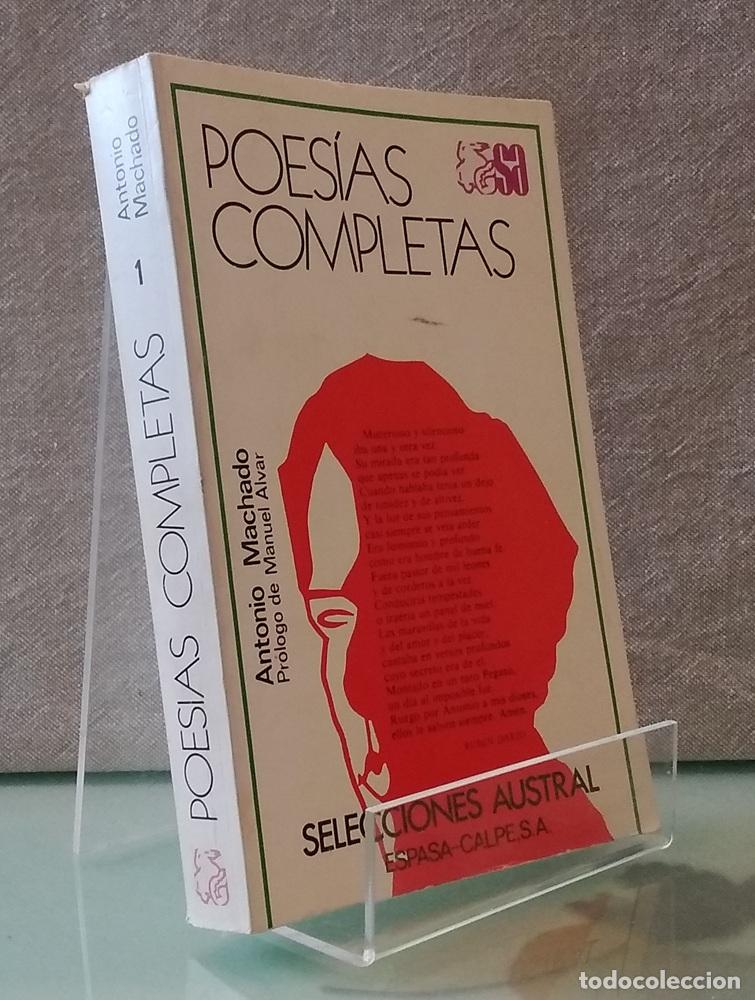 Antonio
Machado
1
POESIAS COMPLETAS
POESÍAS
COMPLETAS
SA
Antonio Machado
Prólogo de Manuel Alvar
Misterioso y silencioso
iba una y otra vez.
Su mirada era tan profunda
que apenas se podía ver.
Cuando hablaba tenía un dejo
de timidez y de altivez.
Y la luz de sus pensamientos
casi siempre se veía arder.
Era luminoso y profundo
como era hombre de buena fe.
Fuera pastor de mil leones
y de corderos a la vez.
Conduciría tempestades
o traería un panal de miel.
Las maravillas de la vida
y del amor y del placer,
cantaba en versos profundos
cuyo secreto era de él.
Montado en un raro Pegaso,
un día al imposible fue.
Ruego por Antonio a mis dioses,
ellos le salven siempre. Amén.
RUBÉN DARÍO
SELECCIONES AUSTRAL
ESPASA-CALPE, S.A.
todocoleccion